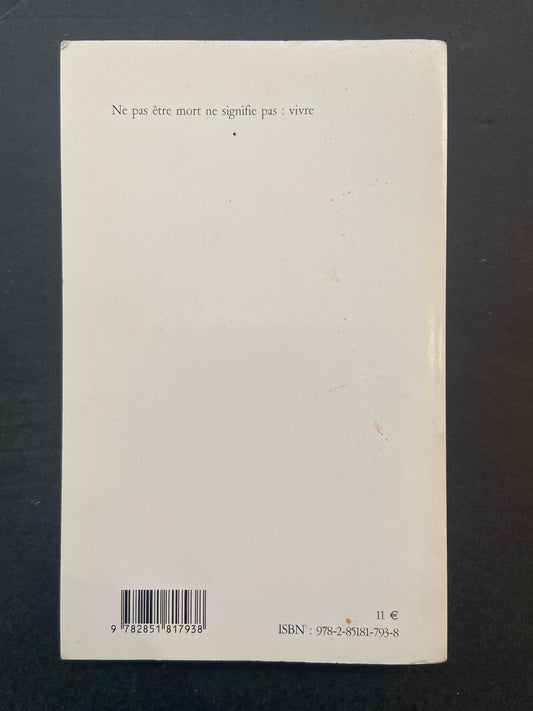 Ne pas être mort ne signifie pas : vivre
9 782851 817938
11 €
ISBN : 978-2-85181-793-8